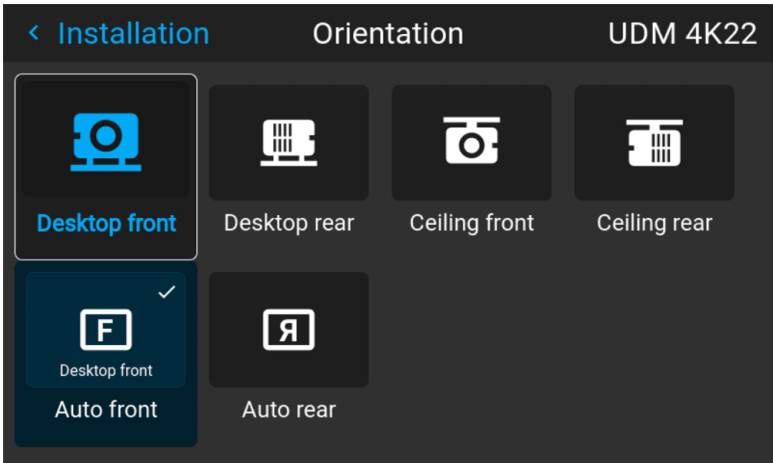 < Installation Orientation UDM 4K22
Desktop front Desktop rear Ceiling front Ceiling rear
F Я
Desktop front
Auto front Auto rear